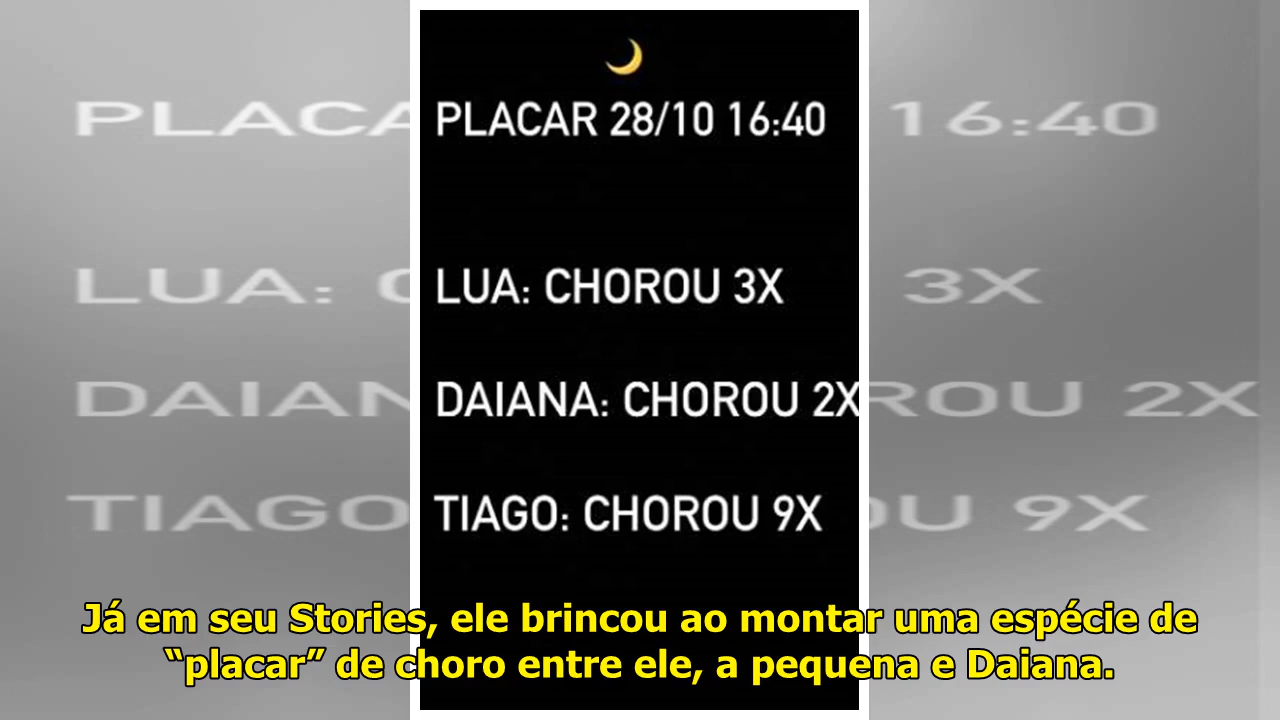 PLACAR 28/10 16:40
LUA: CHOROU 3X
DAIANA: CHOROU 2X
TIAGO: CHOROU 9X
Já em seu Stories, ele brincou ao montar uma espécie de
“placar” de choro entre ele, a pequena e Daiana.